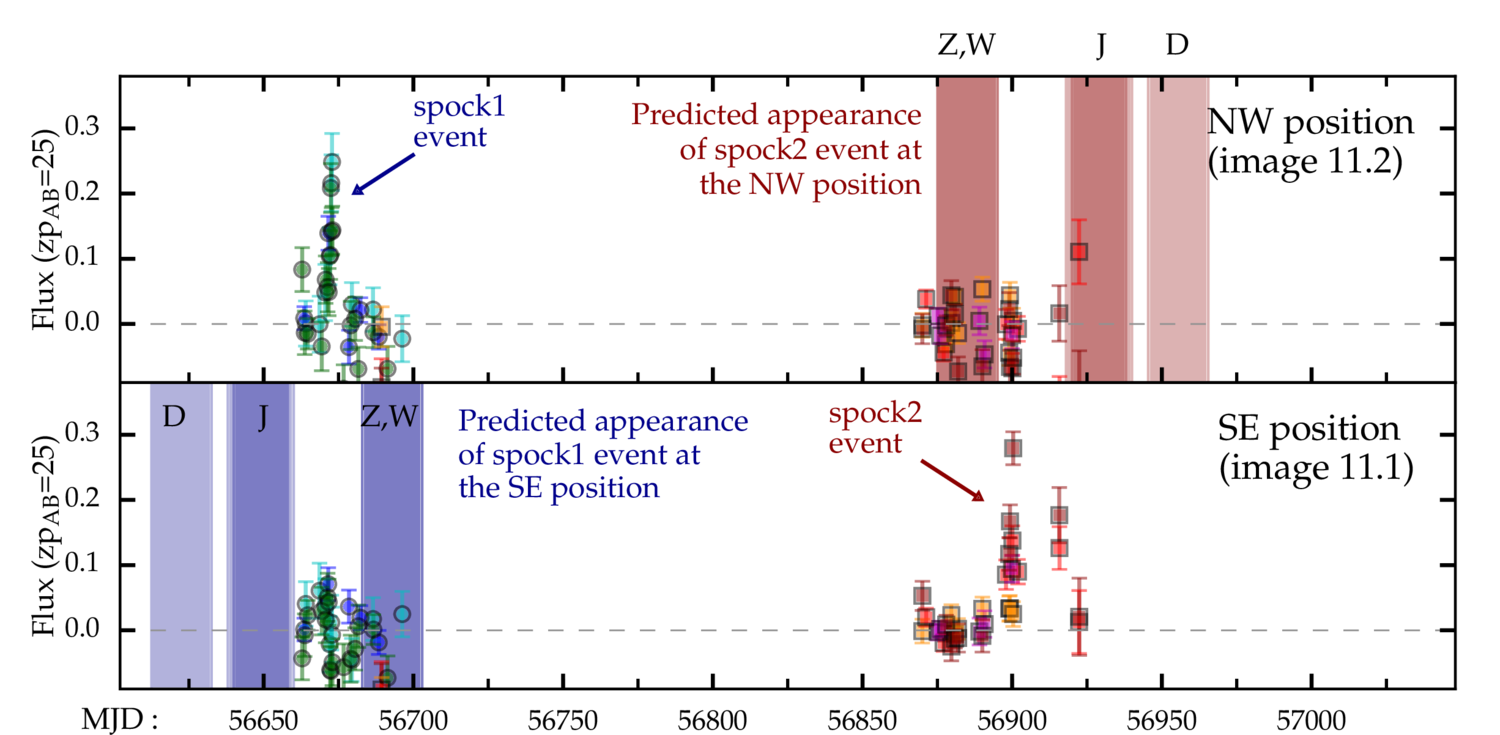 Z,W J D
spock1
event
Predicted appearance
of spock2 event at
the NW position
NW position
(image 11.2)
Flux (zpAB=25)
0.3
0.2
0.1
0.0
D J Z,W
Predicted appearance
of spock1 event at
the SE position
spock2
event
SE position
(image 11.1)
Flux (zpAB=25)
0.3
0.2
0.1
0.0
MJD : 56650 56700 56750 56800 56850 56900 56950 57000